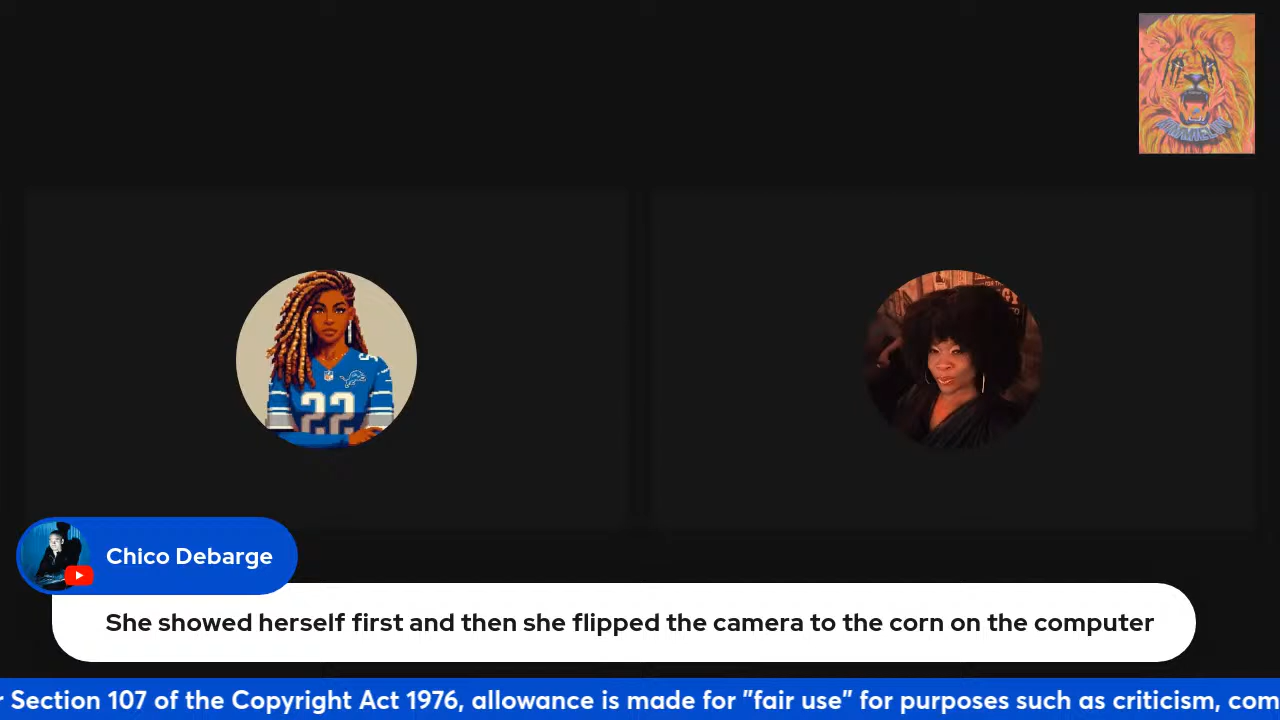 22
Chico Debarge
She showed herself first and then she flipped the camera to the corn on the computer
r Section 107 of the Copyright Act 1976, allowance is made for "fair use" for purposes such as criticism, com